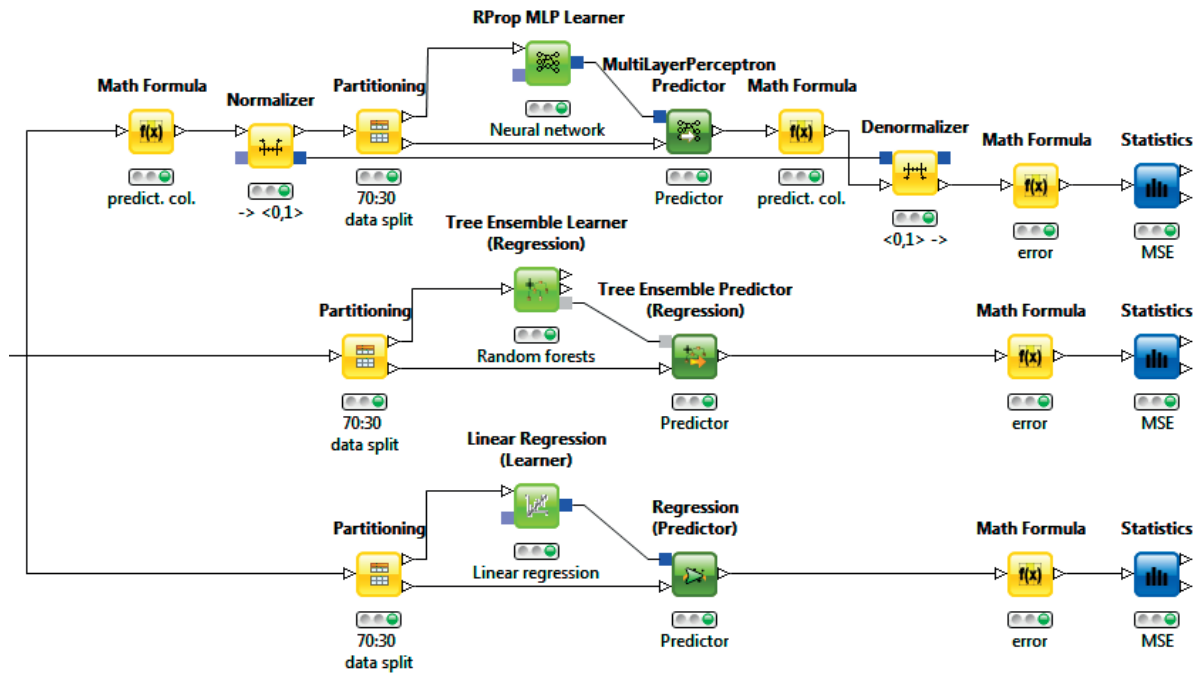 RProp MLP Learner
Neural network
Math Formula
f(x)
predict. col.
Normalizer
-> <0,1>
Partitioning
70:30
data split
MultiLayerPerceptron
Predictor
Predictor
Math Formula
f(x)
predict. col.
Denormalizer
<0,1> ->
Math Formula
f(x)
error
Statistics
MSE
Tree Ensemble Learner
(Regression)
Random forests
Partitioning
70:30
data split
Tree Ensemble Predictor
(Regression)
Predictor
Math Formula
f(x)
error
Statistics
MSE
Linear Regression
(Learner)
Linear regression
Partitioning
70:30
data split
Regression
(Predictor)
Predictor
Math Formula
f(x)
error
Statistics
MSE